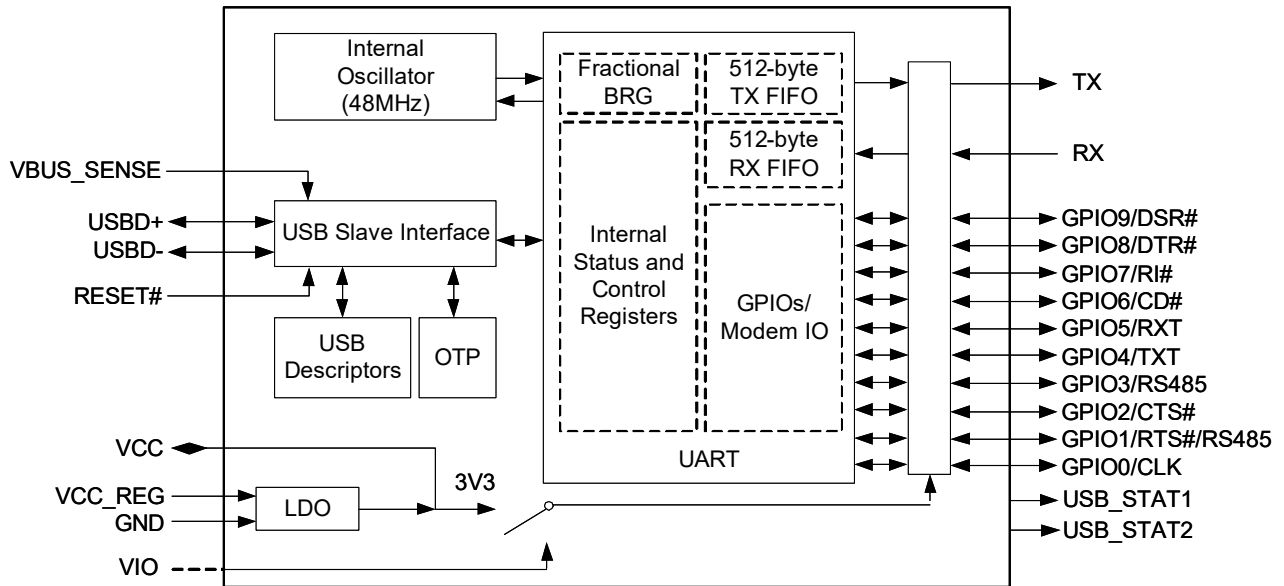 Internal
Oscillator
(48MHz)
Fractional
BRG
512-byte
TX FIFO
TX
512-byte
RX FIFO
RX
VBUS_SENSE
USBD+
USBD-
RESET#
USB Slave Interface
USB
Descriptors
OTP
Internal
Status and
Control
Registers
GPIOs/
Modem IO
UART
GPIO9/DSR#
GPIO8/DTR#
GPIO7/RI#
GPIO6/CD#
GPIO5/RXT
GPIO4/TXT
GPIO3/RS485
GPIO2/CTS#
GPIO1/RTS#/RS485
GPIO0/CLK
USB_STAT1
USB_STAT2
VCC
VCC_REG
GND
LDO
3V3
VIO